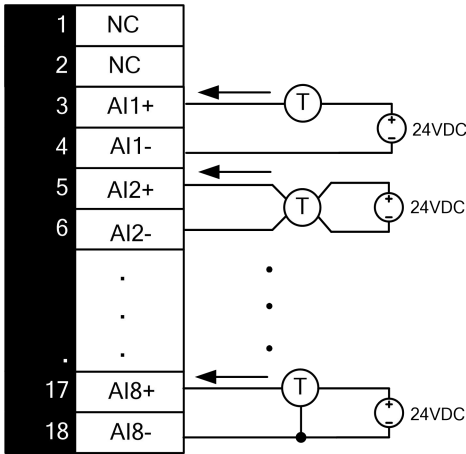 1 NC
2 NC
3 AI1+ T
4 AI1- 24VDC
5 AI2+
6 AI2- T 24VDC
.
.
. .
17 AI8+ T
18 AI8- 24VDC